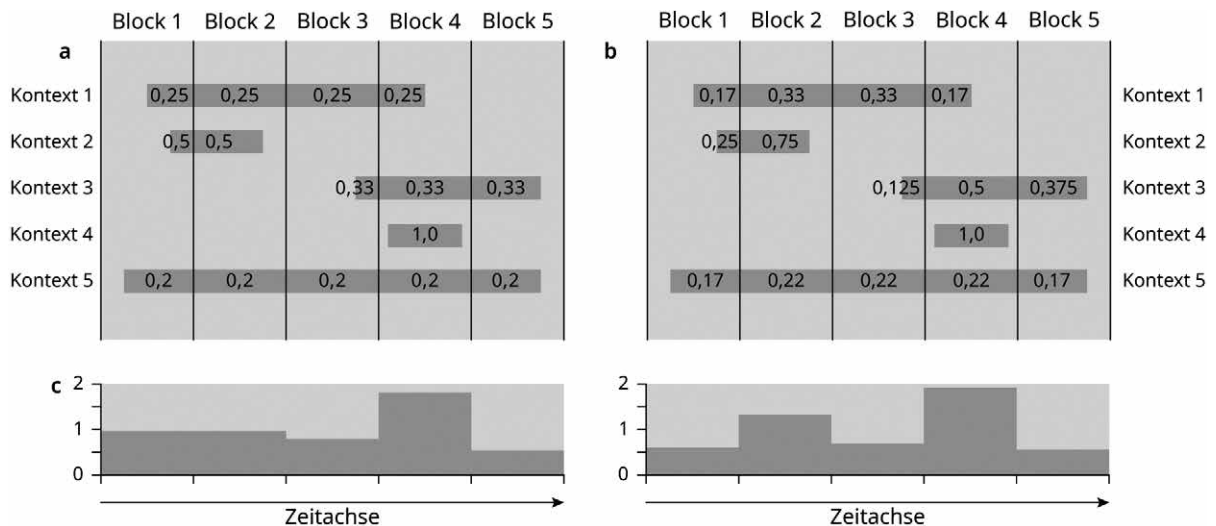 Block 1 Block 2 Block 3 Block 4 Block 5 Block 1 Block 2 Block 3 Block 4 Block 5
a b
Kontext 1 0,25 0,25 0,25 0,25 0,17 0,33 0,33 0,17 Kontext 1
Kontext 2 0,5 0,5 0,25 0,75 Kontext 2
Kontext 3 0,33 0,33 0,33 0,125 0,5 0,375 Kontext 3
Kontext 4 1,0 1,0 Kontext 4
Kontext 5 0,2 0,2 0,2 0,2 0,2 0,17 0,22 0,22 0,22 0,17 Kontext 5
c 2 2
1 1
0 0
Zeitachse Zeitachse